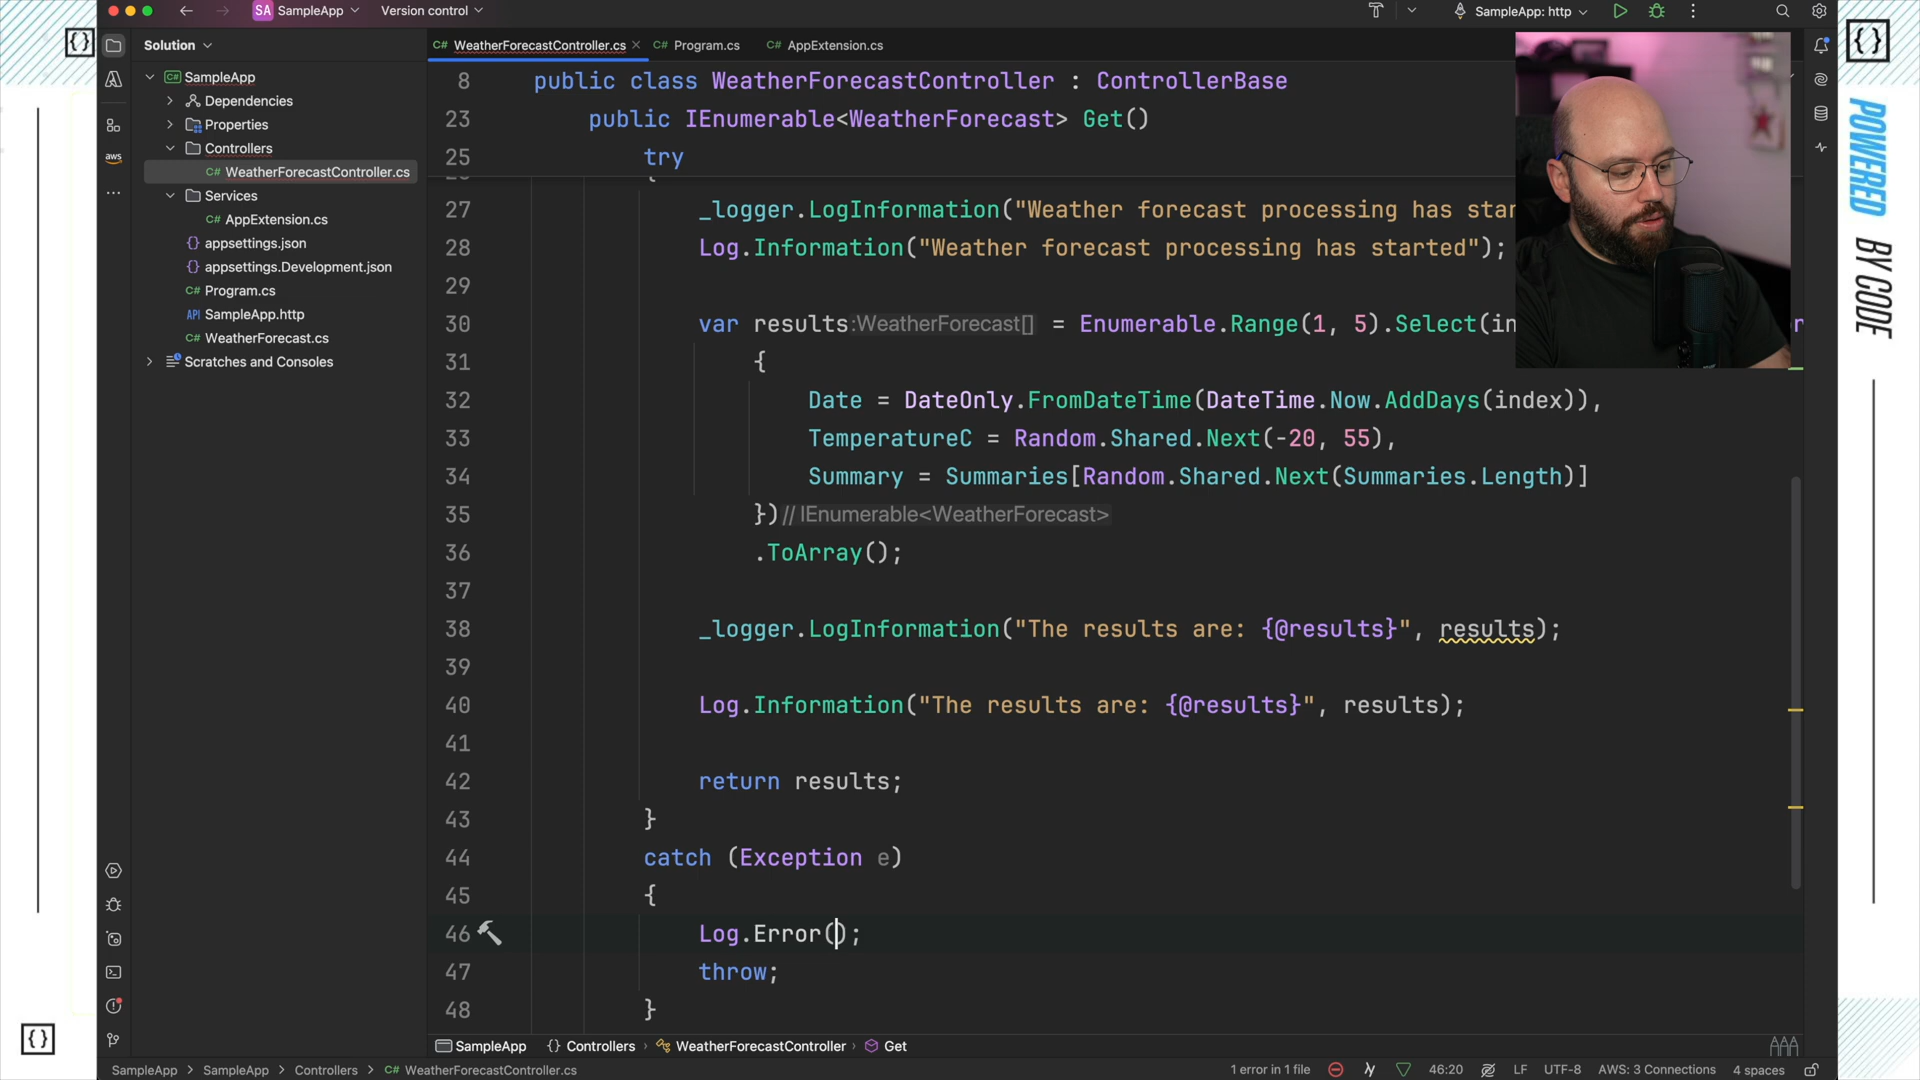 SA SampleApp Version control SampleApp: http
Solution
WeatherForecastController.cs Program.cs AppExtension.cs
SampleApp
Dependencies
Properties
Controllers
WeatherForecastController.cs
Services
AppExtension.cs
appsettings.json
appsettings.Development.json
Program.cs
API SampleApp.http
WeatherForecast.cs
Scratches and Consoles
aws
8 public class WeatherForecastController : ControllerBase
23 public IEnumerable<WeatherForecast> Get()
25 try
{
27 _logger.LogInformation("Weather forecast processing has star
28 Log.Information("Weather forecast processing has started");
29
30 var results:WeatherForecast[] = Enumerable.Range(1, 5).Select(in
31 {
32 Date = DateOnly.FromDateTime(DateTime.Now.AddDays(index)),
33 TemperatureC = Random.Shared.Next(-20, 55),
34 Summary = Summaries[Random.Shared.Next(Summaries.Length)]
35 })// IEnumerable<WeatherForecast>
36 .ToArray();
37
38 _logger.LogInformation("The results are: {@results}", results);
39
40 Log.Information("The results are: {@results}", results);
41
42 return results;
43 }
44 catch (Exception e)
45 {
46 Log.Error();
47 throw;
48 }
SampleApp {} Controllers WeatherForecastController Get
SampleApp > SampleApp > Controllers > C# WeatherForecastController.cs
1 error in 1 file 46:20 LF UTF-8 AWS: 3 Connections 4 spaces
POWERED BY CODE